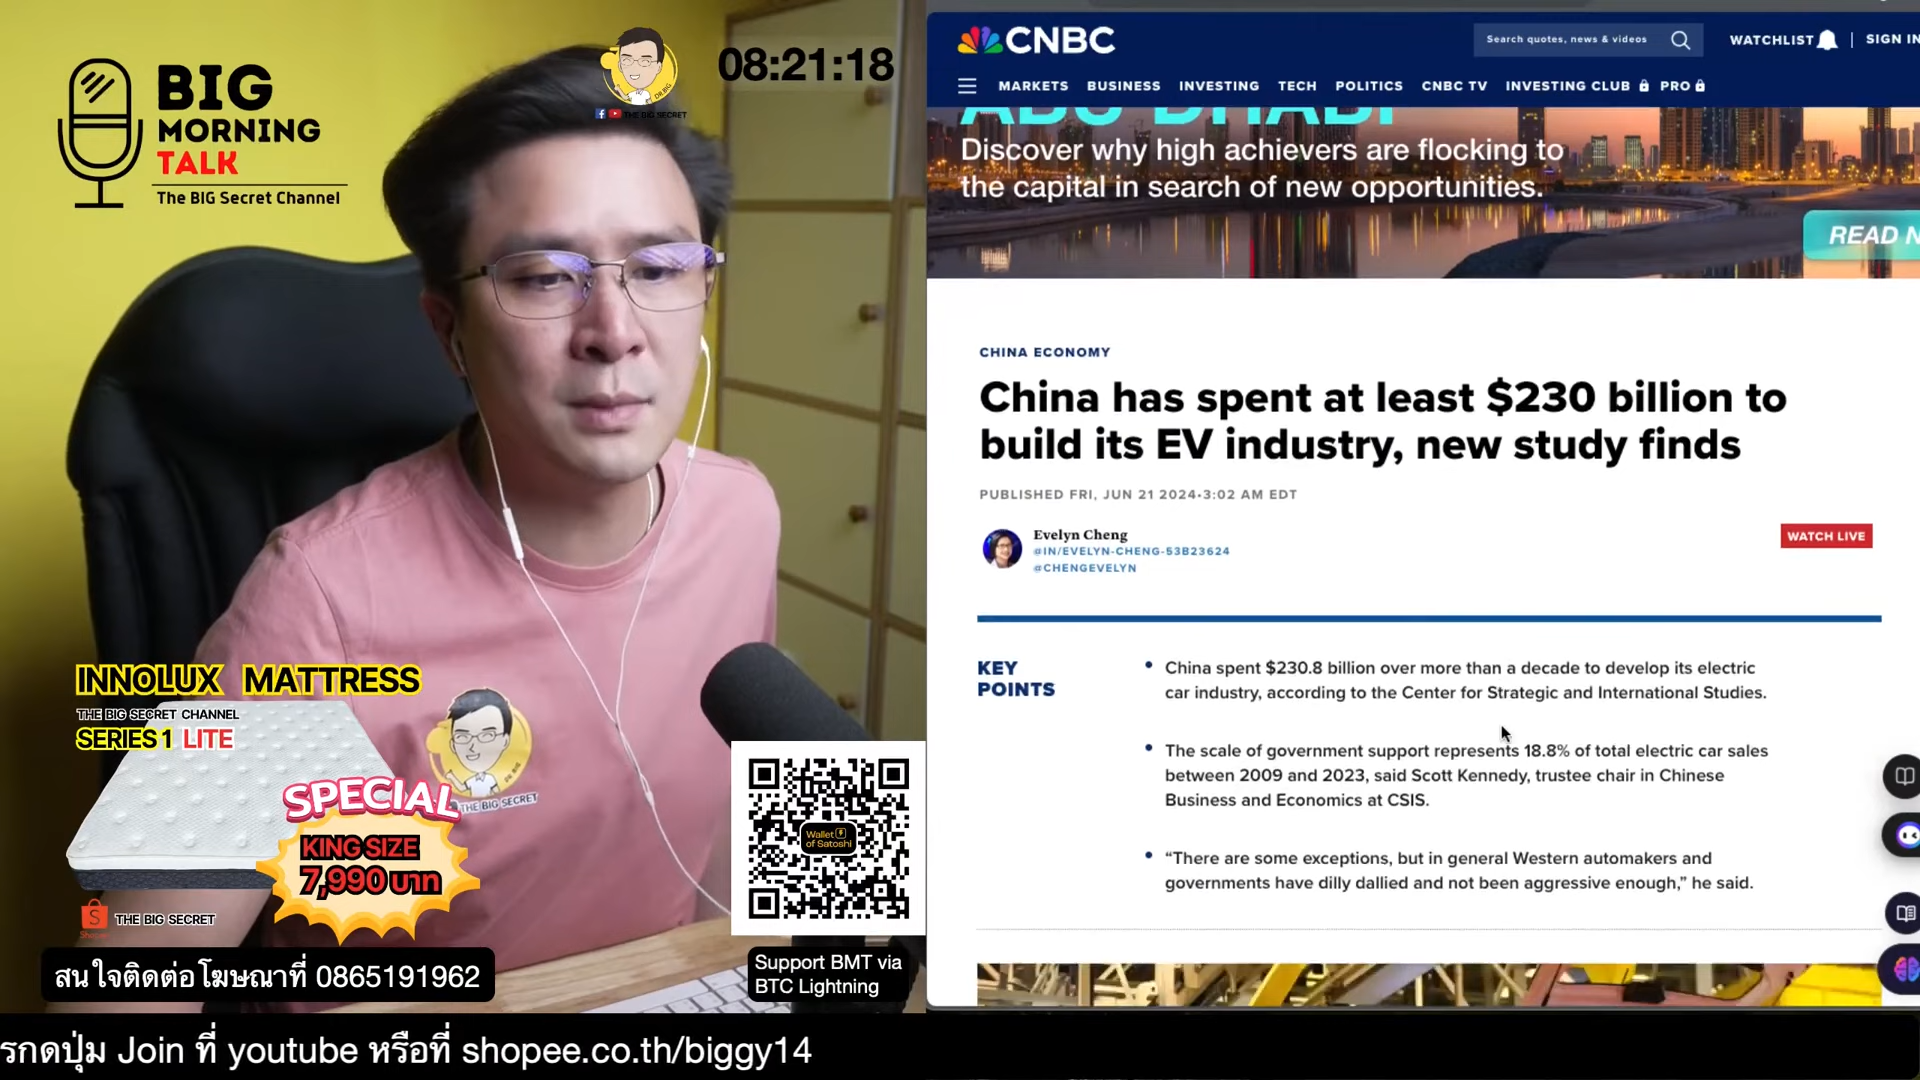 BIG
MORNING
TALK
The BIG Secret Channel
DR.BIG
THE BIG SECRET
08:21:18
INNOLUX MATTRESS
THE BIG SECRET CHANNEL
SERIES 1 LITE
SPECIAL
KING SIZE
7,990 บาท
Shopee
THE BIG SECRET
DR. BIG
THE BIG SECRET
Wallet
of Satoshi
สนใจติดต่อโฆษณาที่ 0865191962
Support BMT via
BTC Lightning
รกดปุ่ม Join ที่ youtube หรือที่ shopee.co.th/biggy14
CNBC
Search quotes, news & videos
WATCHLIST
SIGN IN
MARKETS BUSINESS INVESTING TECH POLITICS CNBC TV INVESTING CLUB PRO
ABU DHABI
Discover why high achievers are flocking to
the capital in search of new opportunities.
READ N
CHINA ECONOMY
China has spent at least $230 billion to
build its EV industry, new study finds
PUBLISHED FRI, JUN 21 2024•3:02 AM EDT
Evelyn Cheng
@IN/EVELYN-CHENG-53B23624
@CHENGEVELYN
WATCH LIVE
KEY
POINTS
• China spent $230.8 billion over more than a decade to develop its electric
car industry, according to the Center for Strategic and International Studies.
• The scale of government support represents 18.8% of total electric car sales
between 2009 and 2023, said Scott Kennedy, trustee chair in Chinese
Business and Economics at CSIS.
• “There are some exceptions, but in general Western automakers and
governments have dilly dallied and not been aggressive enough,” he said.